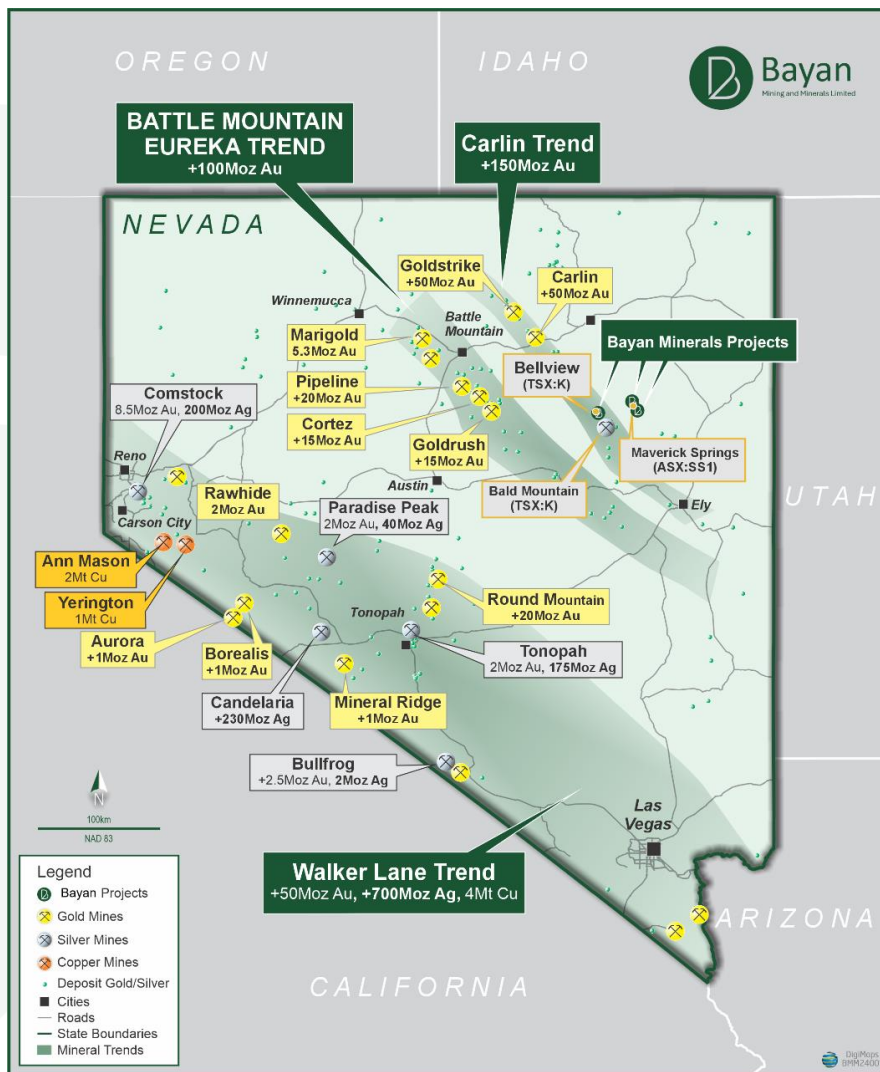 OREGON
IDAHO
Bayan
Mining and Minerals Limited
BATTLE MOUNTAIN
EUREKA TREND
+100Moz Au
Carlin Trend
+150Moz Au
NEVADA
Goldstrike
+50Moz Au
Carlin
+50Moz Au
Winnemucca
Battle
Mountain
Marigold
5.3Moz Au
Bayan Minerals Projects
Bellview
(TSX:K)
Pipeline
+20Moz Au
Comstock
8.5Moz Au, 200Moz Ag
Cortez
+15Moz Au
Goldrush
+15Moz Au
Maverick Springs
(ASX:SS1)
Reno
Austin
Bald Mountain
(TSX:K)
UTAH
Rawhide
2Moz Au
Paradise Peak
2Moz Au, 40Moz Ag
Ely
Carson City
Ann Mason
2Mt Cu
Yerington
1Mt Cu
Round Mountain
+20Moz Au
Tonopah
Aurora
+1Moz Au
Borealis
+1Moz Au
Tonopah
2Moz Au, 175Moz Ag
Candelaria
+230Moz Ag
Mineral Ridge
+1Moz Au
Bullfrog
+2.5Moz Au, 2Moz Ag
N
100km
NAD 83
Las
Vegas
Walker Lane Trend
+50Moz Au, +700Moz Ag, 4Mt Cu
Legend
Bayan Projects
Gold Mines
Silver Mines
Copper Mines
Deposit Gold/Silver
Cities
Roads
State Boundaries
Mineral Trends
ARIZONA
CALIFORNIA
DigiMaps
BMM2400